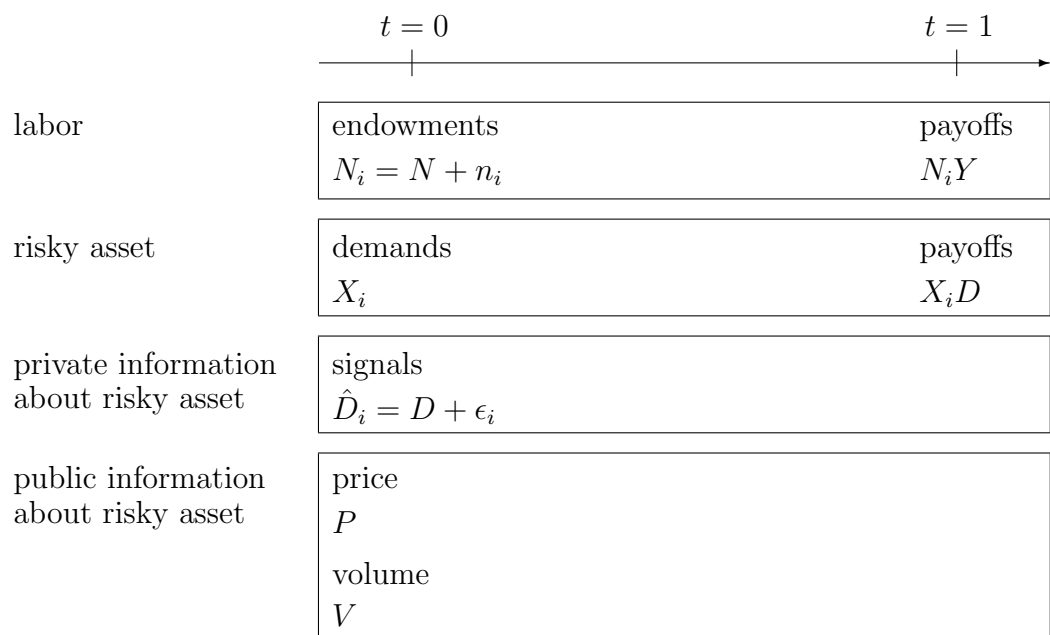 t = 0 t = 1
labor endowments payoffs
N_i = N + n_i N_iY
risky asset demands payoffs
X_i X_iD
private information signals
about risky asset D̂_i = D + ϵ_i
public information price
about risky asset P
volume
V